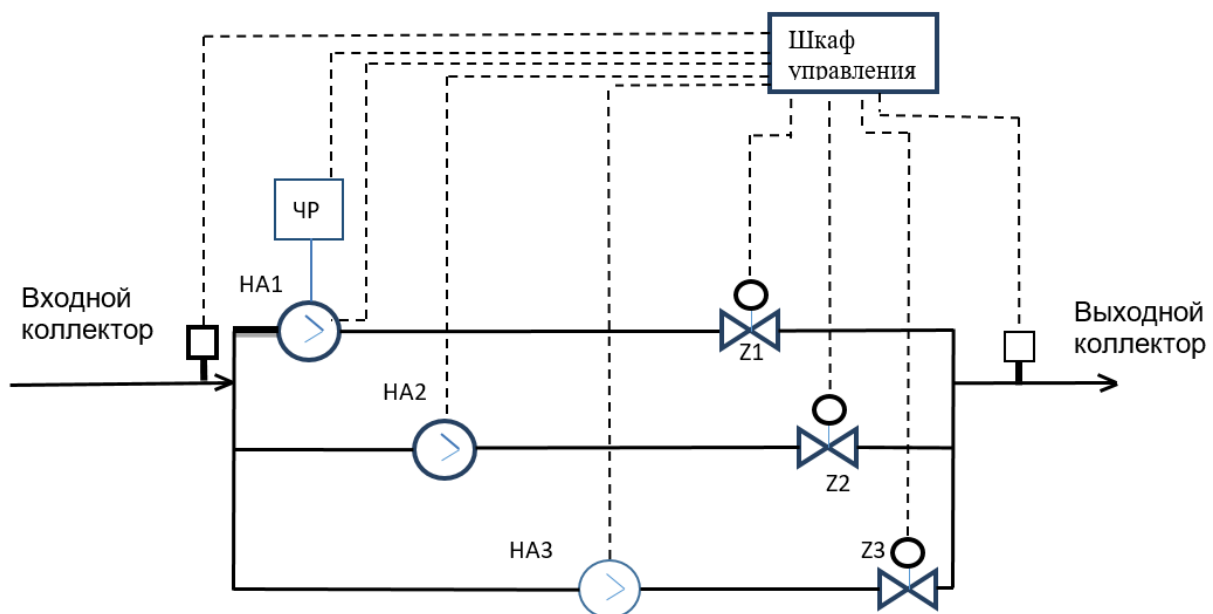 Шкаф
управления
ЧР
НА1
Входной
коллектор
Z1
Выходной
коллектор
НА2
Z2
НА3
Z3